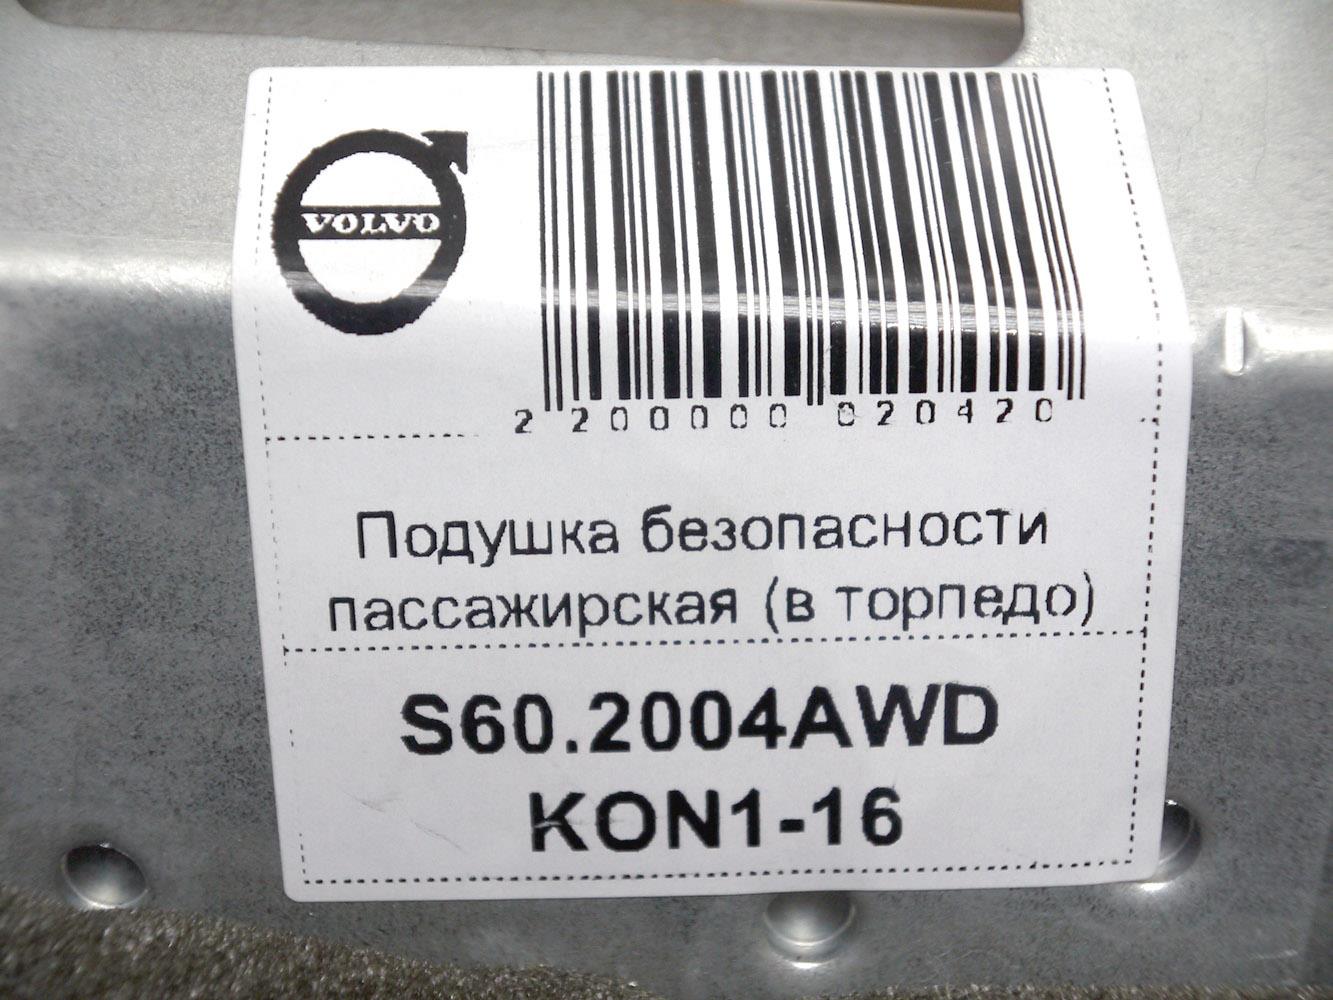 VOLVO
2 200000 020420
Подушка безопасности
пассажирская (в торпедо)
S60.2004AWD
KON1-16